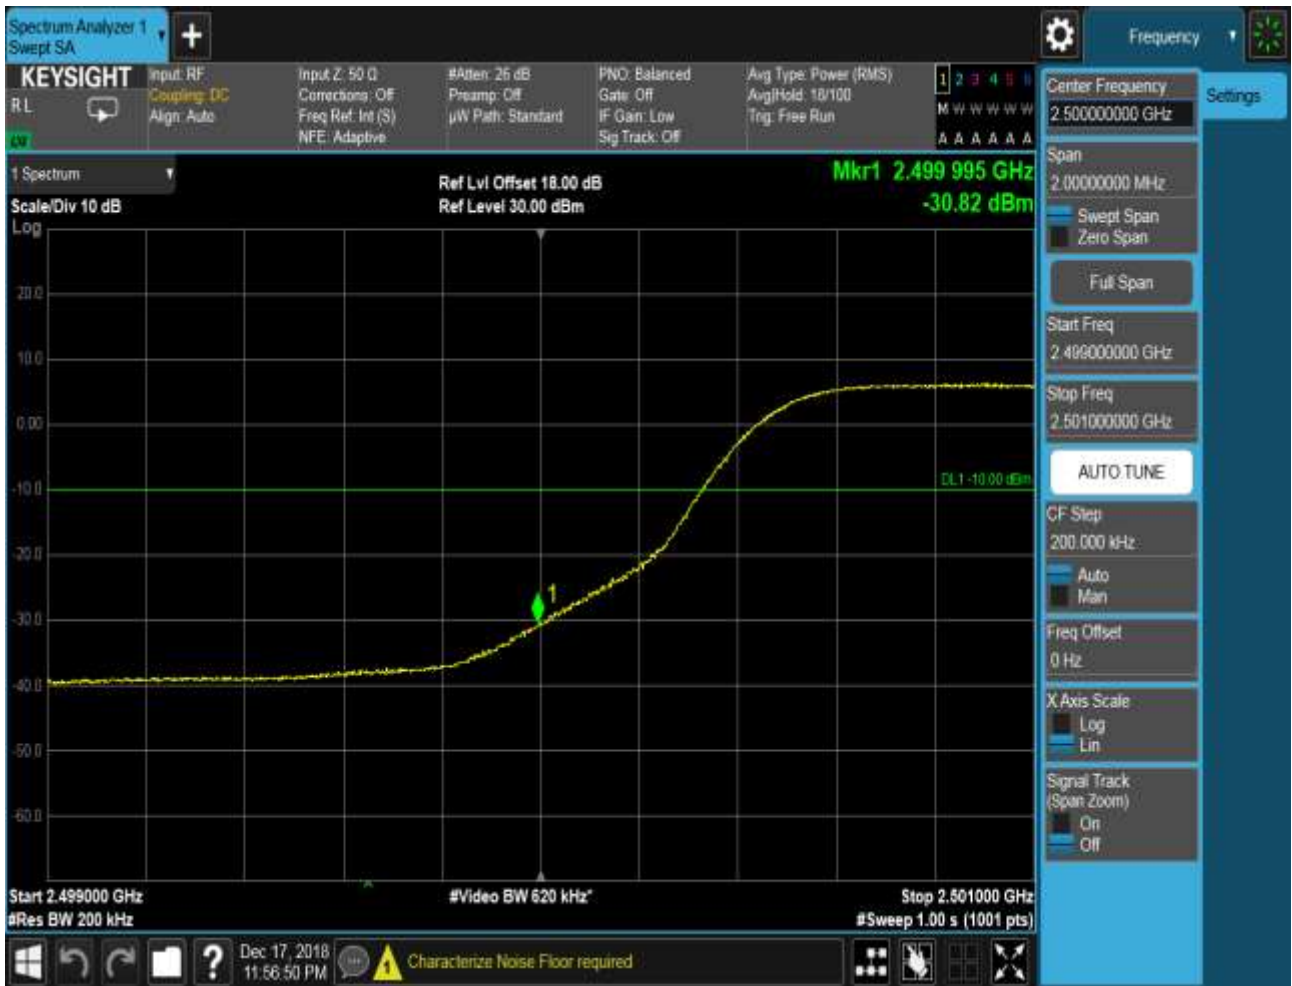 Spectrum Analyzer 1
Swept SA
Frequency
KEYSIGHT
RL
Input: RF
Coupling: DC
Align: Auto
Input Z: 50 Ω
Corrections: Off
Freq Ref: Int (S)
NFE: Adaptive
#Atten: 26 dB
Preamp: Off
µW Path: Standard
PNO: Balanced
Gate: Off
IF Gain: Low
Sig Track: Off
Avg Type: Power (RMS)
Avg|Hold: 18/100
Trig: Free Run
1 2 3 4 5 6
M W W W W W
A A A A A A
1 Spectrum
Scale/Div 10 dB
Log
Ref Lvl Offset 18.00 dB
Ref Level 30.00 dBm
Mkr1 2.499 995 GHz
-30.82 dBm
20.0
10.0
0.00
-10.0
-20.0
-30.0
-40.0
-50.0
-60.0
DL1 -10.00 dBm
1
Start 2.499000 GHz
#Res BW 200 kHz
#Video BW 620 kHz*
Stop 2.501000 GHz
#Sweep 1.00 s (1001 pts)
Center Frequency
2.500000000 GHz
Settings
Span
2.00000000 MHz
Swept Span
Zero Span
Full Span
Start Freq
2.499000000 GHz
Stop Freq
2.501000000 GHz
AUTO TUNE
CF Step
200.000 kHz
Auto
Man
Freq Offset
0 Hz
X Axis Scale
Log
Lin
Signal Track
(Span Zoom)
On
Off
?
Dec 17, 2018
11:56:50 PM
1
Characterize Noise Floor required